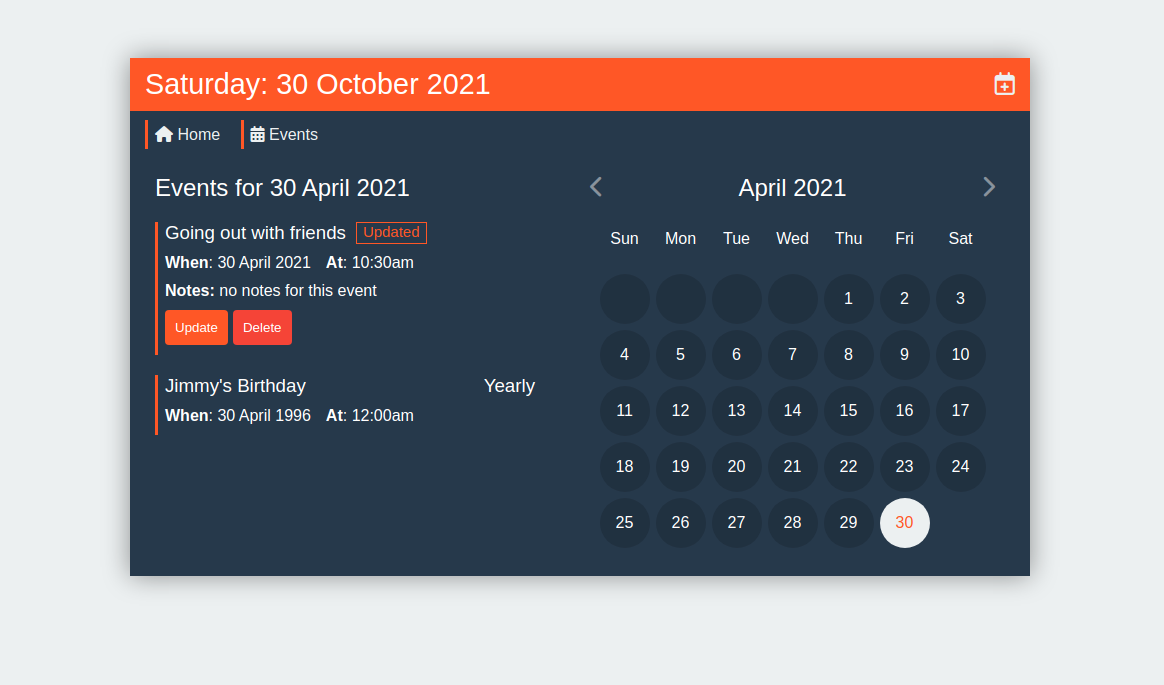 Saturday: 30 October 2021
Home Events
Events for 30 April 2021
Going out with friends Updated
When: 30 April 2021 At: 10:30am
Notes: no notes for this event
Update Delete
Jimmy's Birthday Yearly
When: 30 April 1996 At: 12:00am
April 2021
Sun Mon Tue Wed Thu Fri Sat
1 2 3
4 5 6 7 8 9 10
11 12 13 14 15 16 17
18 19 20 21 22 23 24
25 26 27 28 29 30